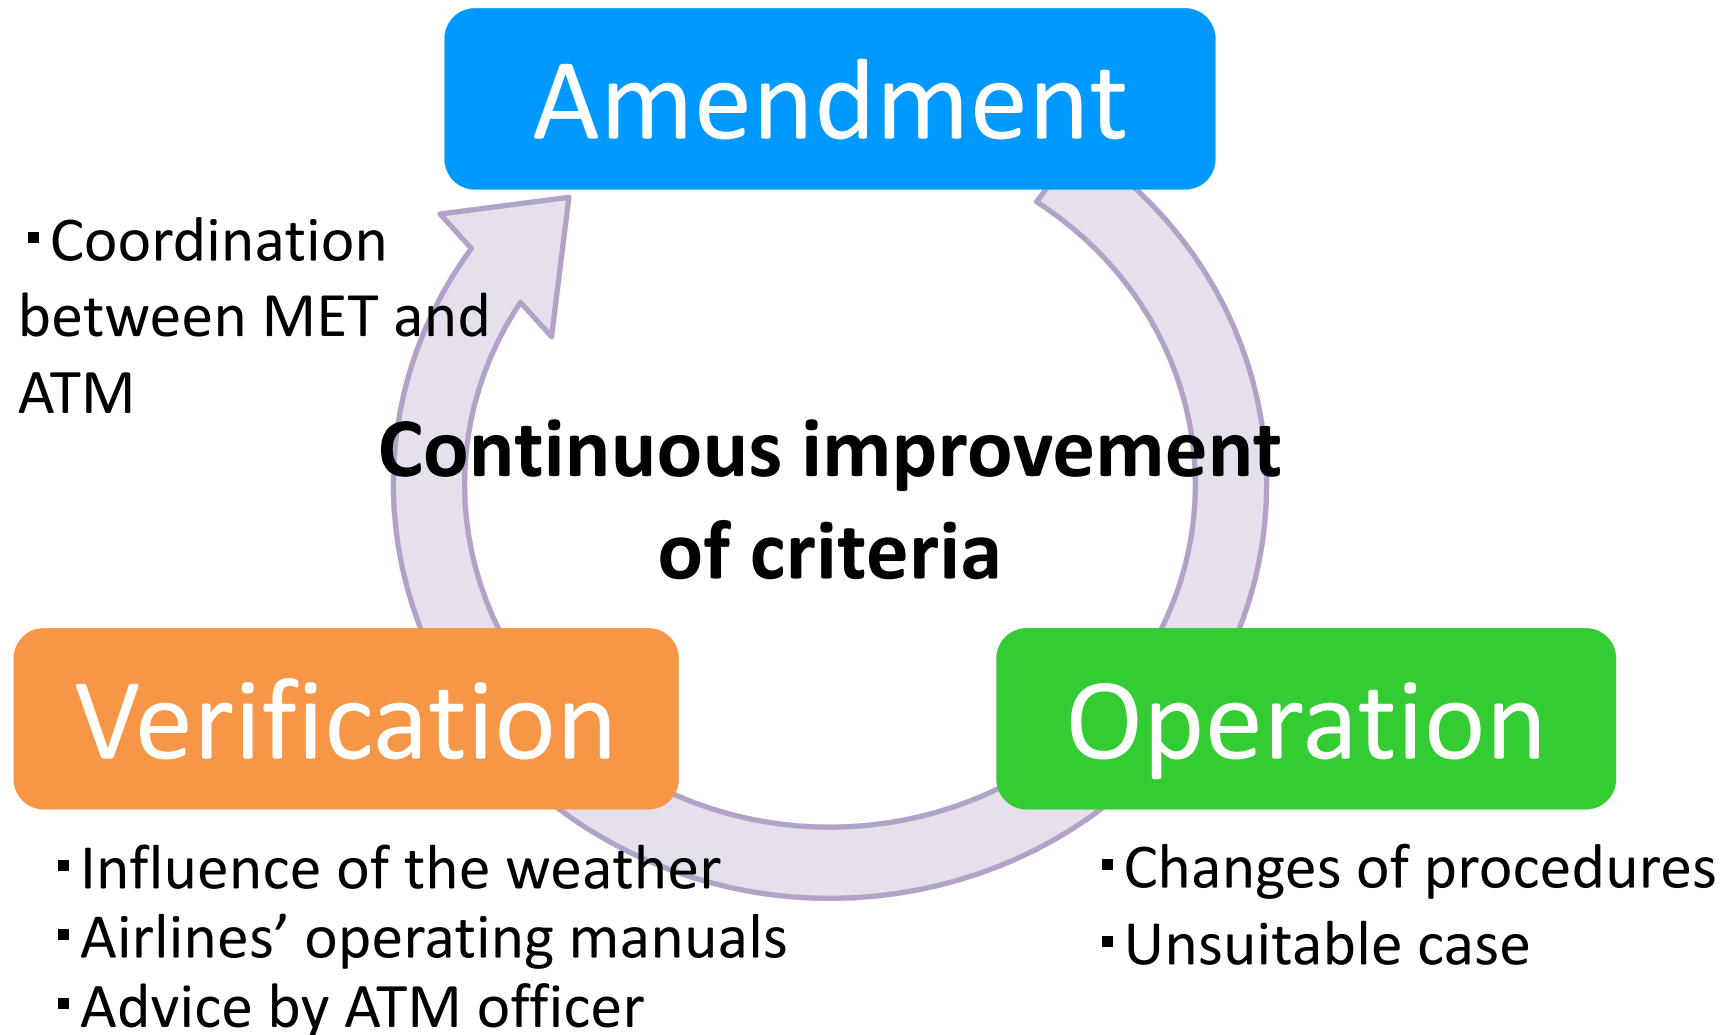 Amendment
▪Coordination
between MET and
ATM
Continuous improvement
of criteria
Verification
Operation
▪Influence of the weather
▪Airlines’ operating manuals
▪Advice by ATM officer
▪Changes of procedures
▪Unsuitable case